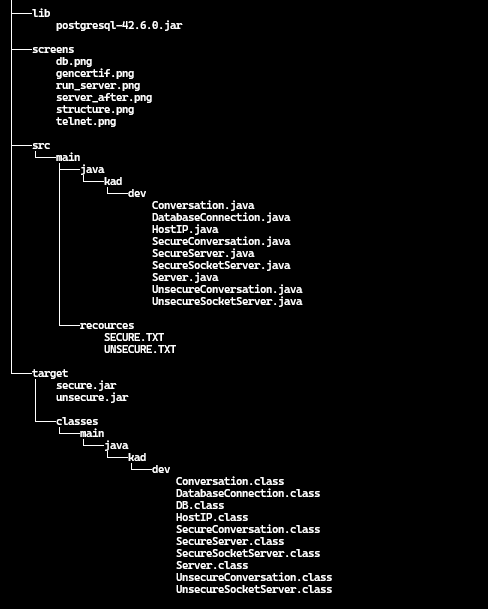 lib
postgresql-42.6.0.jar
screens
db.png
gencertif.png
run_server.png
server_after.png
structure.png
telnet.png
src
main
java
kad
dev
Conversation.java
DatabaseConnection.java
HostIP.java
SecureConversation.java
SecureServer.java
SecureSocketServer.java
Server.java
UnsecureConversation.java
UnsecureSocketServer.java
recources
SECURE.TXT
UNSECURE.TXT
target
secure.jar
unsecure.jar
classes
main
java
kad
dev
Conversation.class
DatabaseConnection.class
DB.class
HostIP.class
SecureConversation.class
SecureServer.class
SecureSocketServer.class
Server.class
UnsecureConversation.class
UnsecureSocketServer.class